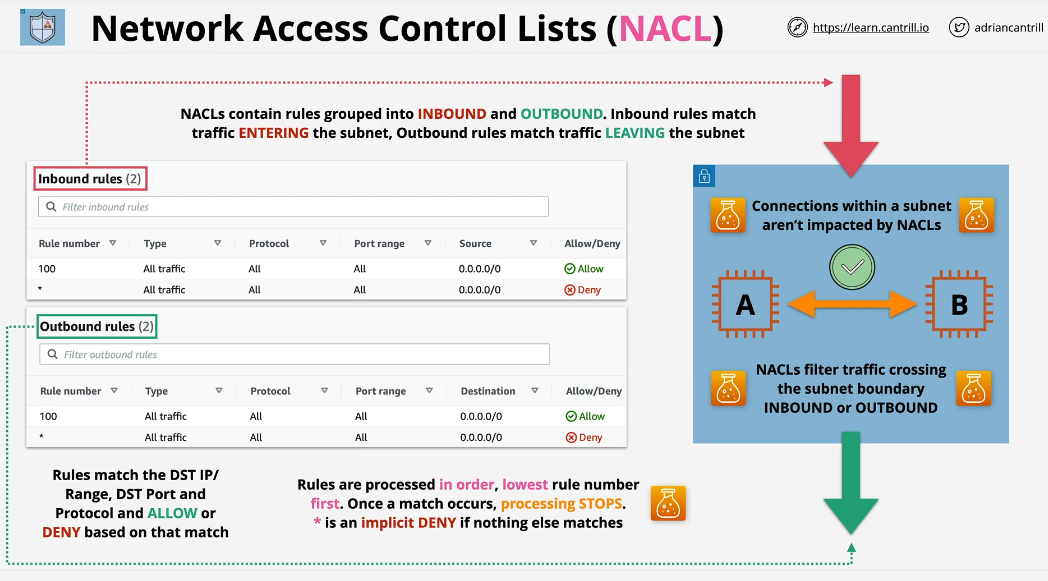 Network Access Control Lists (NACL)
https://learn.cantrill.io
adriancantrill
NACLs contain rules grouped into INBOUND and OUTBOUND. Inbound rules match
traffic ENTERING the subnet, Outbound rules match traffic LEAVING the subnet
Inbound rules (2)
Filter inbound rules
Rule number Type Protocol Port range Source Allow/Deny
100 All traffic All All 0.0.0.0/0 Allow
* All traffic All All 0.0.0.0/0 Deny
Outbound rules (2)
Filter outbound rules
Rule number Type Protocol Port range Destination Allow/Deny
100 All traffic All All 0.0.0.0/0 Allow
* All traffic All All 0.0.0.0/0 Deny
Connections within a subnet
aren't impacted by NACLs
A
B
NACLs filter traffic crossing
the subnet boundary
INBOUND or OUTBOUND
Rules match the DST IP/
Range, DST Port and
Protocol and ALLOW or
DENY based on that match
Rules are processed in order, lowest rule number
first. Once a match occurs, processing STOPS.
* is an implicit DENY if nothing else matches